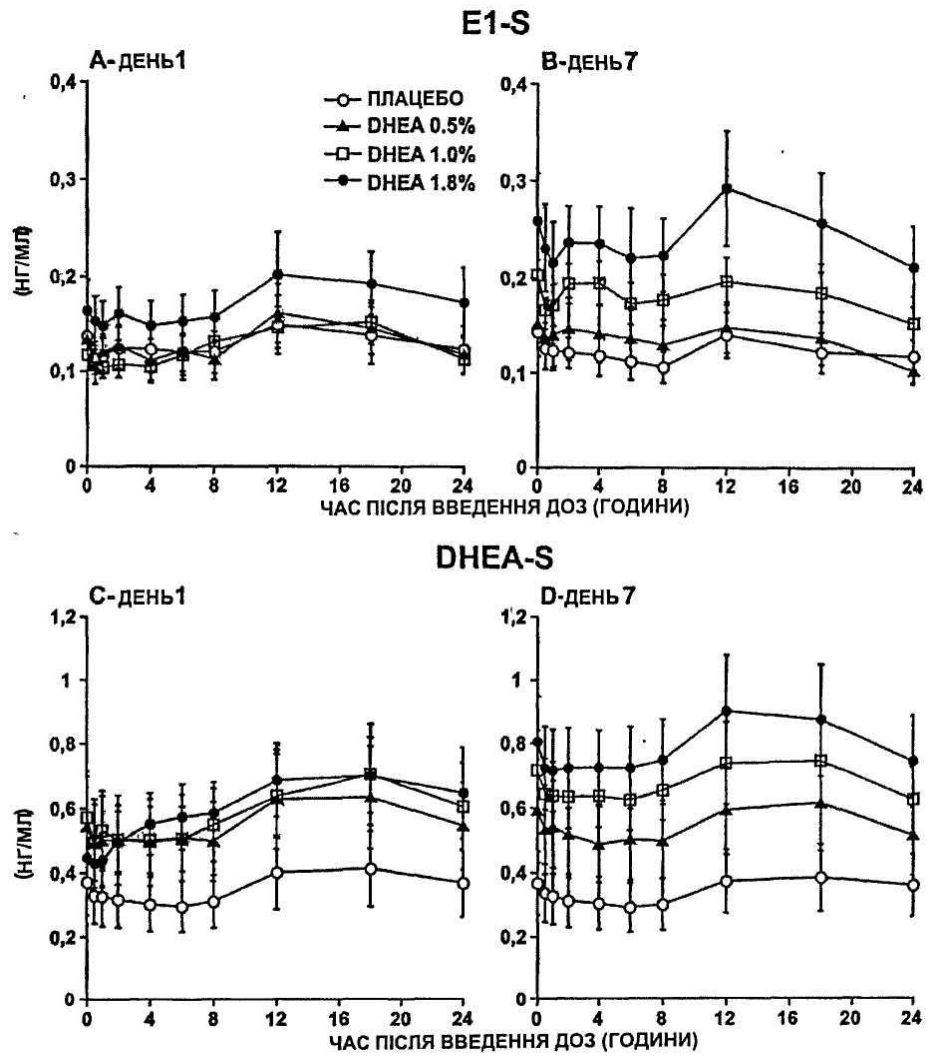 E1-S
A-ДЕНЬ1
B-ДЕНЬ7
0,4
0,3
0,2
0,1
0
(НГ/МЛ)
ПЛАЦЕБО
DHEA 0.5%
DHEA 1.0%
DHEA 1.8%
0 4 8 12 16 20 24
0,4
0,3
0,2
0,1
0
0 4 8 12 16 20 24
ЧАС ПІСЛЯ ВВЕДЕННЯ ДОЗ (ГОДИНИ)
DHEA-S
C-ДЕНЬ1
D-ДЕНЬ7
1,2
1
0,8
0,6
0,4
0,2
0
(НГ/МЛ)
0 4 8 12 16 20 24
1,2
1
0,8
0,6
0,4
0,2
0
0 4 8 12 16 20 24
ЧАС ПІСЛЯ ВВЕДЕННЯ ДОЗ (ГОДИНИ)